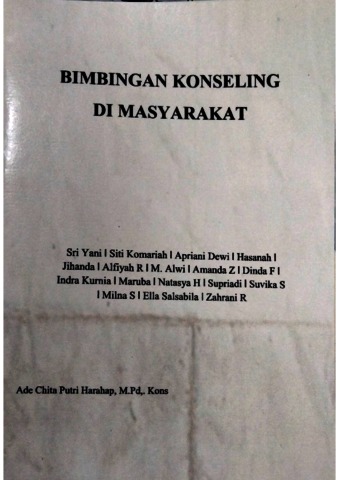 BIMBINGAN KONSELING
DI MASYARAKAT
Sri Yani | Siti Komariah | Apriani Dewi | Hasanah |
Jihanda | Alfiyah R | M. Alwi | Amanda Z | Dinda F |
Indra Kurnia | Maruba | Natasya H | Supriadi | Suvika S
| Milna S | Ella Salsabila | Zahrani R
Ade Chita Putri Harahap, M.Pd,. Kons